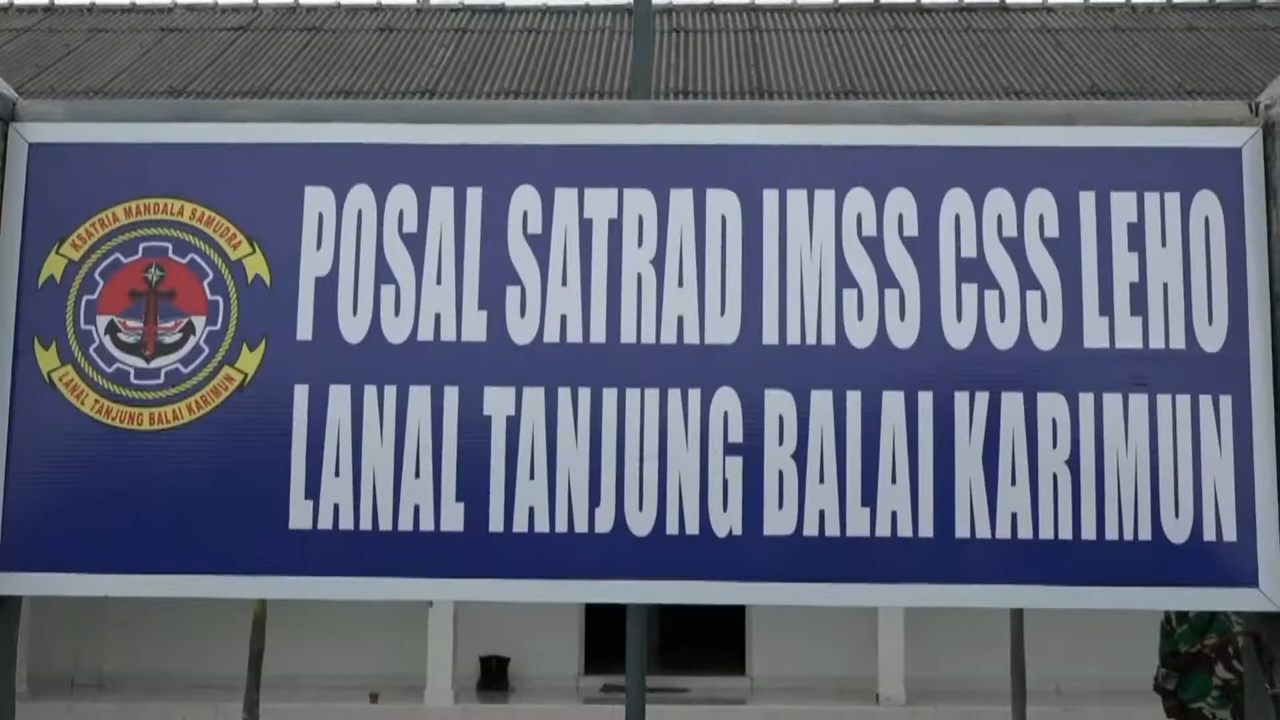 KSATRIA MANDALA SAMUDRA
LANAL TANJUNG BALAI KARIMUN
POSAL SATRAD IMSS CSS LEHO
LANAL TANJUNG BALAI KARIMUN